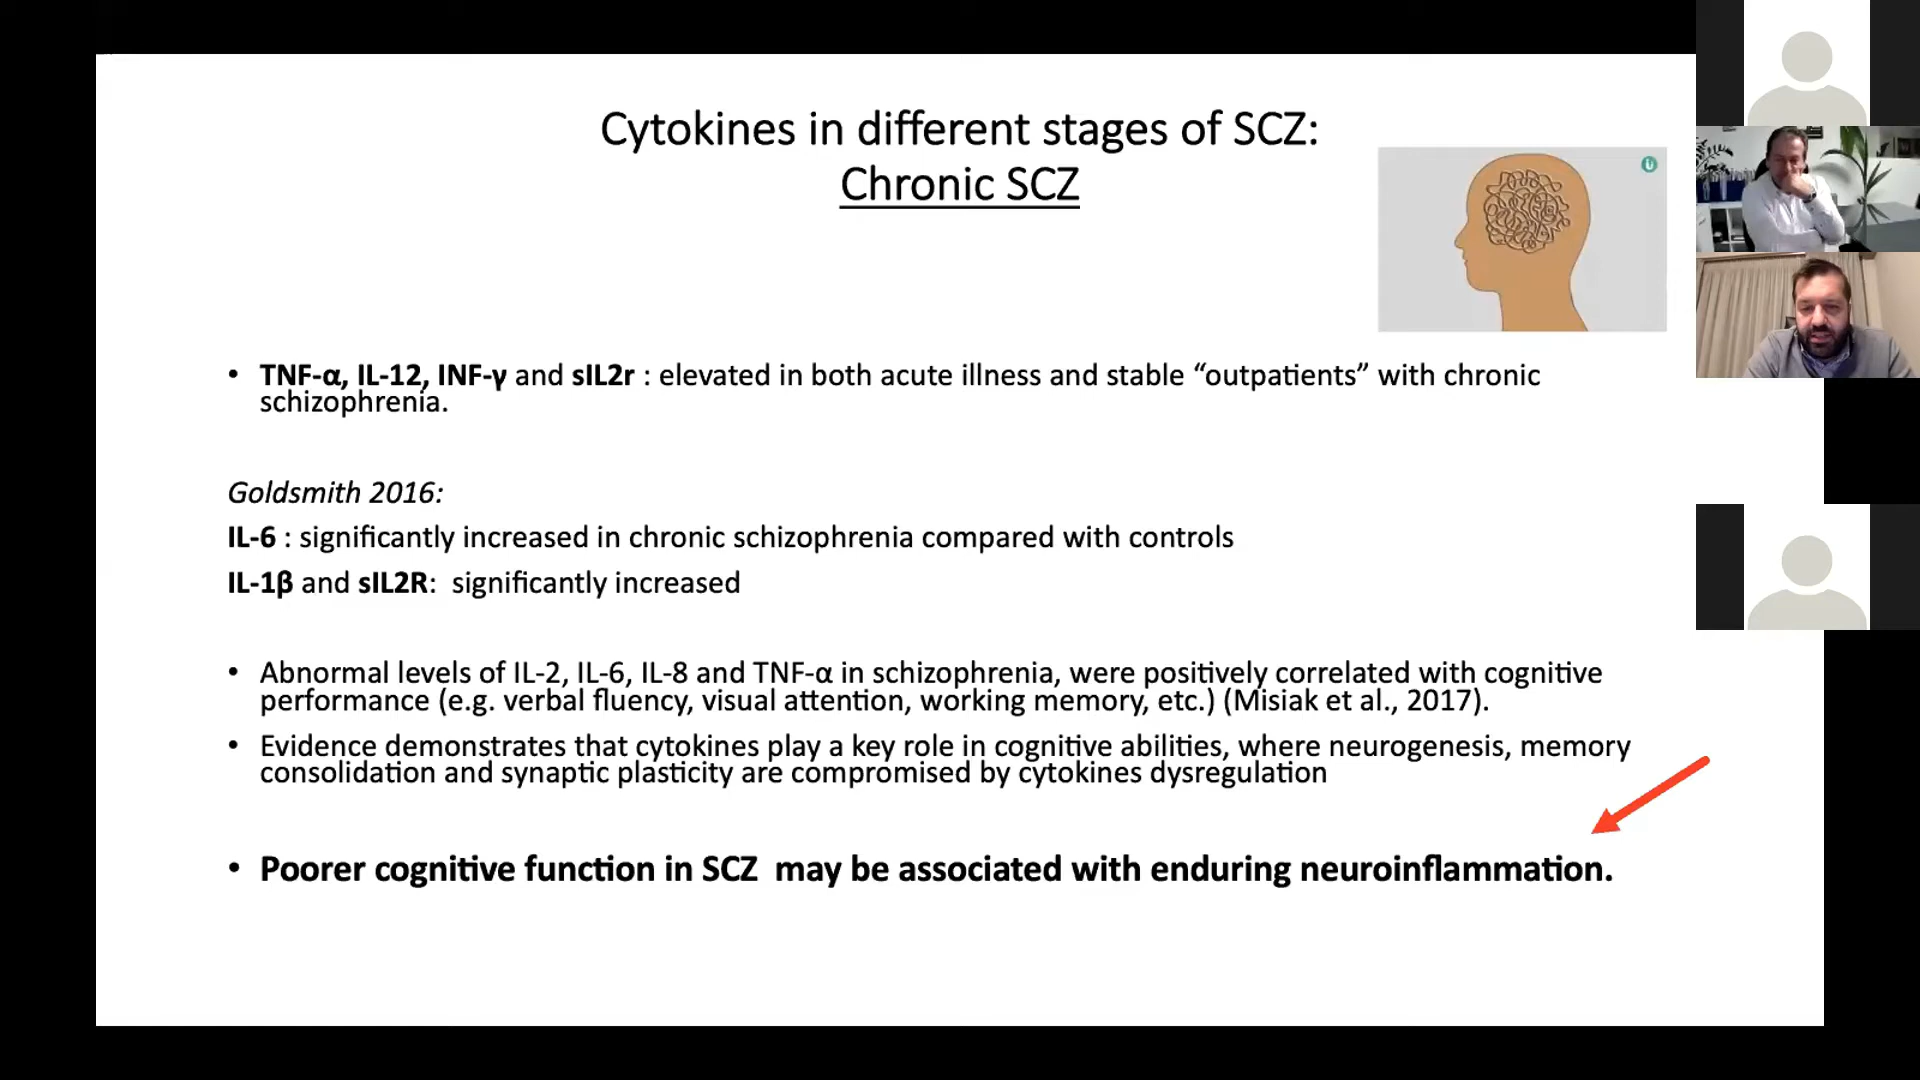 Cytokines in different stages of SCZ:
Chronic SCZ
• TNF-α, IL-12, INF-γ and sIL2r : elevated in both acute illness and stable “outpatients” with chronic
schizophrenia.
Goldsmith 2016:
IL-6 : significantly increased in chronic schizophrenia compared with controls
IL-1β and sIL2R:  significantly increased
• Abnormal levels of IL-2, IL-6, IL-8 and TNF-α in schizophrenia, were positively correlated with cognitive
performance (e.g. verbal fluency, visual attention, working memory, etc.) (Misiak et al., 2017).
• Evidence demonstrates that cytokines play a key role in cognitive abilities, where neurogenesis, memory
consolidation and synaptic plasticity are compromised by cytokines dysregulation
• Poorer cognitive function in SCZ  may be associated with enduring neuroinflammation.